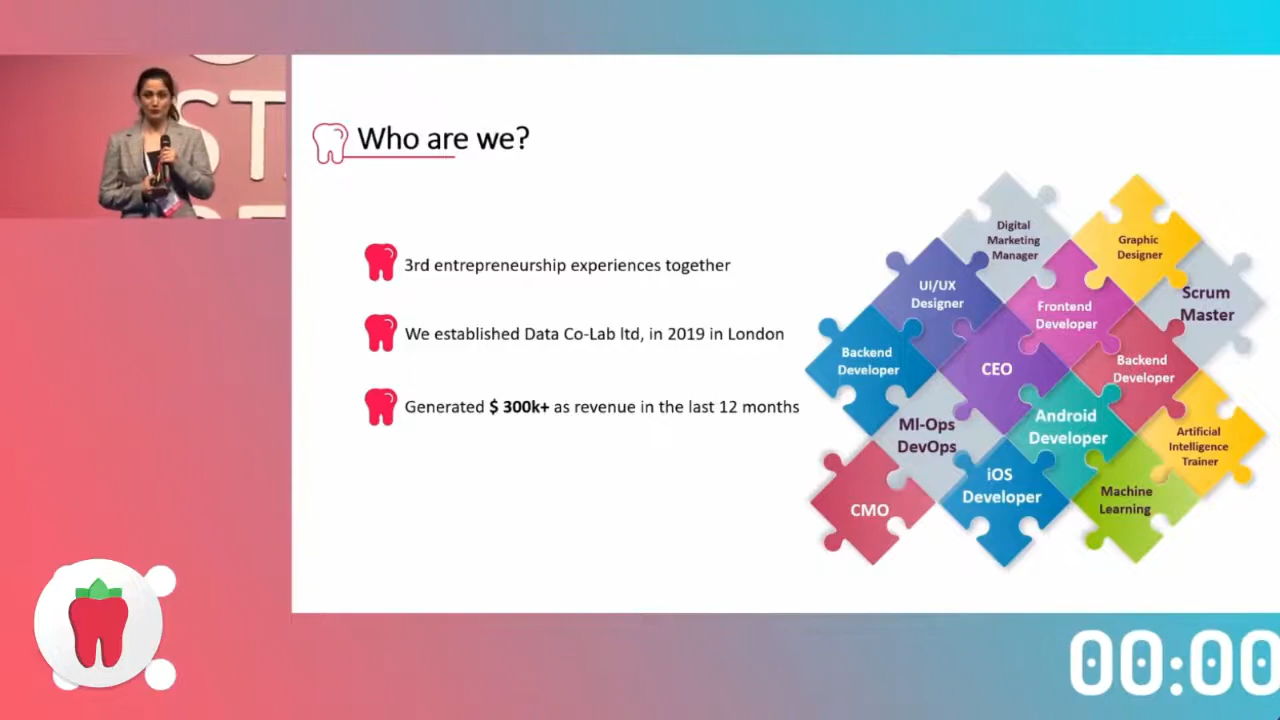 ST
Who are we?
3rd entrepreneurship experiences together
We established Data Co-Lab ltd, in 2019 in London
Generated $ 300k+ as revenue in the last 12 months
Digital
Marketing
Manager
Graphic
Designer
UI/UX
Designer
Scrum
Master
Frontend
Developer
Backend
Developer
CEO
Backend
Developer
Ml-Ops
DevOps
Android
Developer
Artificial
Intelligence
Trainer
iOS
Developer
CMO
Machine
Learning
00:00